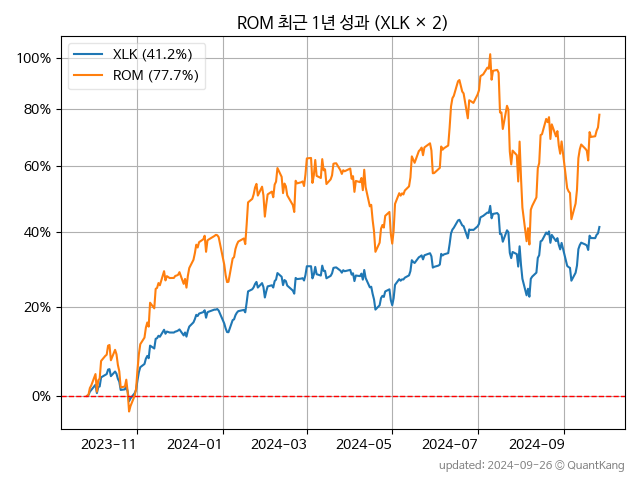 ROM 최근 1년 성과 (XLK × 2)
XLK (41.2%)
ROM (77.7%)
100%
80%
60%
40%
20%
0%
2023-11 2024-01 2024-03 2024-05 2024-07 2024-09
updated: 2024-09-26 © QuantKang